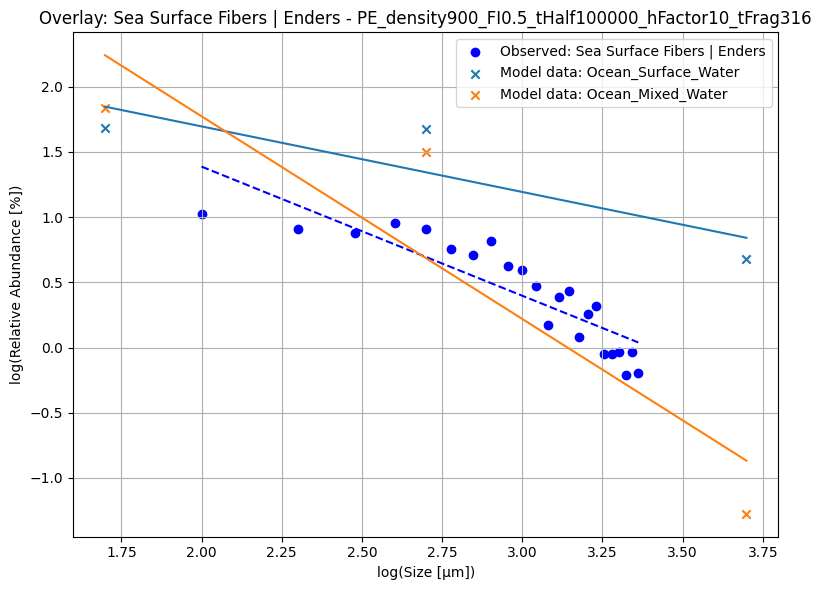 Overlay: Sea Surface Fibers | Enders - PE_density900_FI0.5_tHalf100000_hFactor10_tFrag316
Observed: Sea Surface Fibers | Enders
Model data: Ocean_Surface_Water
Model data: Ocean_Mixed_Water
log(Relative Abundance [%])
2.0
1.5
1.0
0.5
0.0
−0.5
−1.0
1.75 2.00 2.25 2.50 2.75 3.00 3.25 3.50 3.75
log(Size [μm])